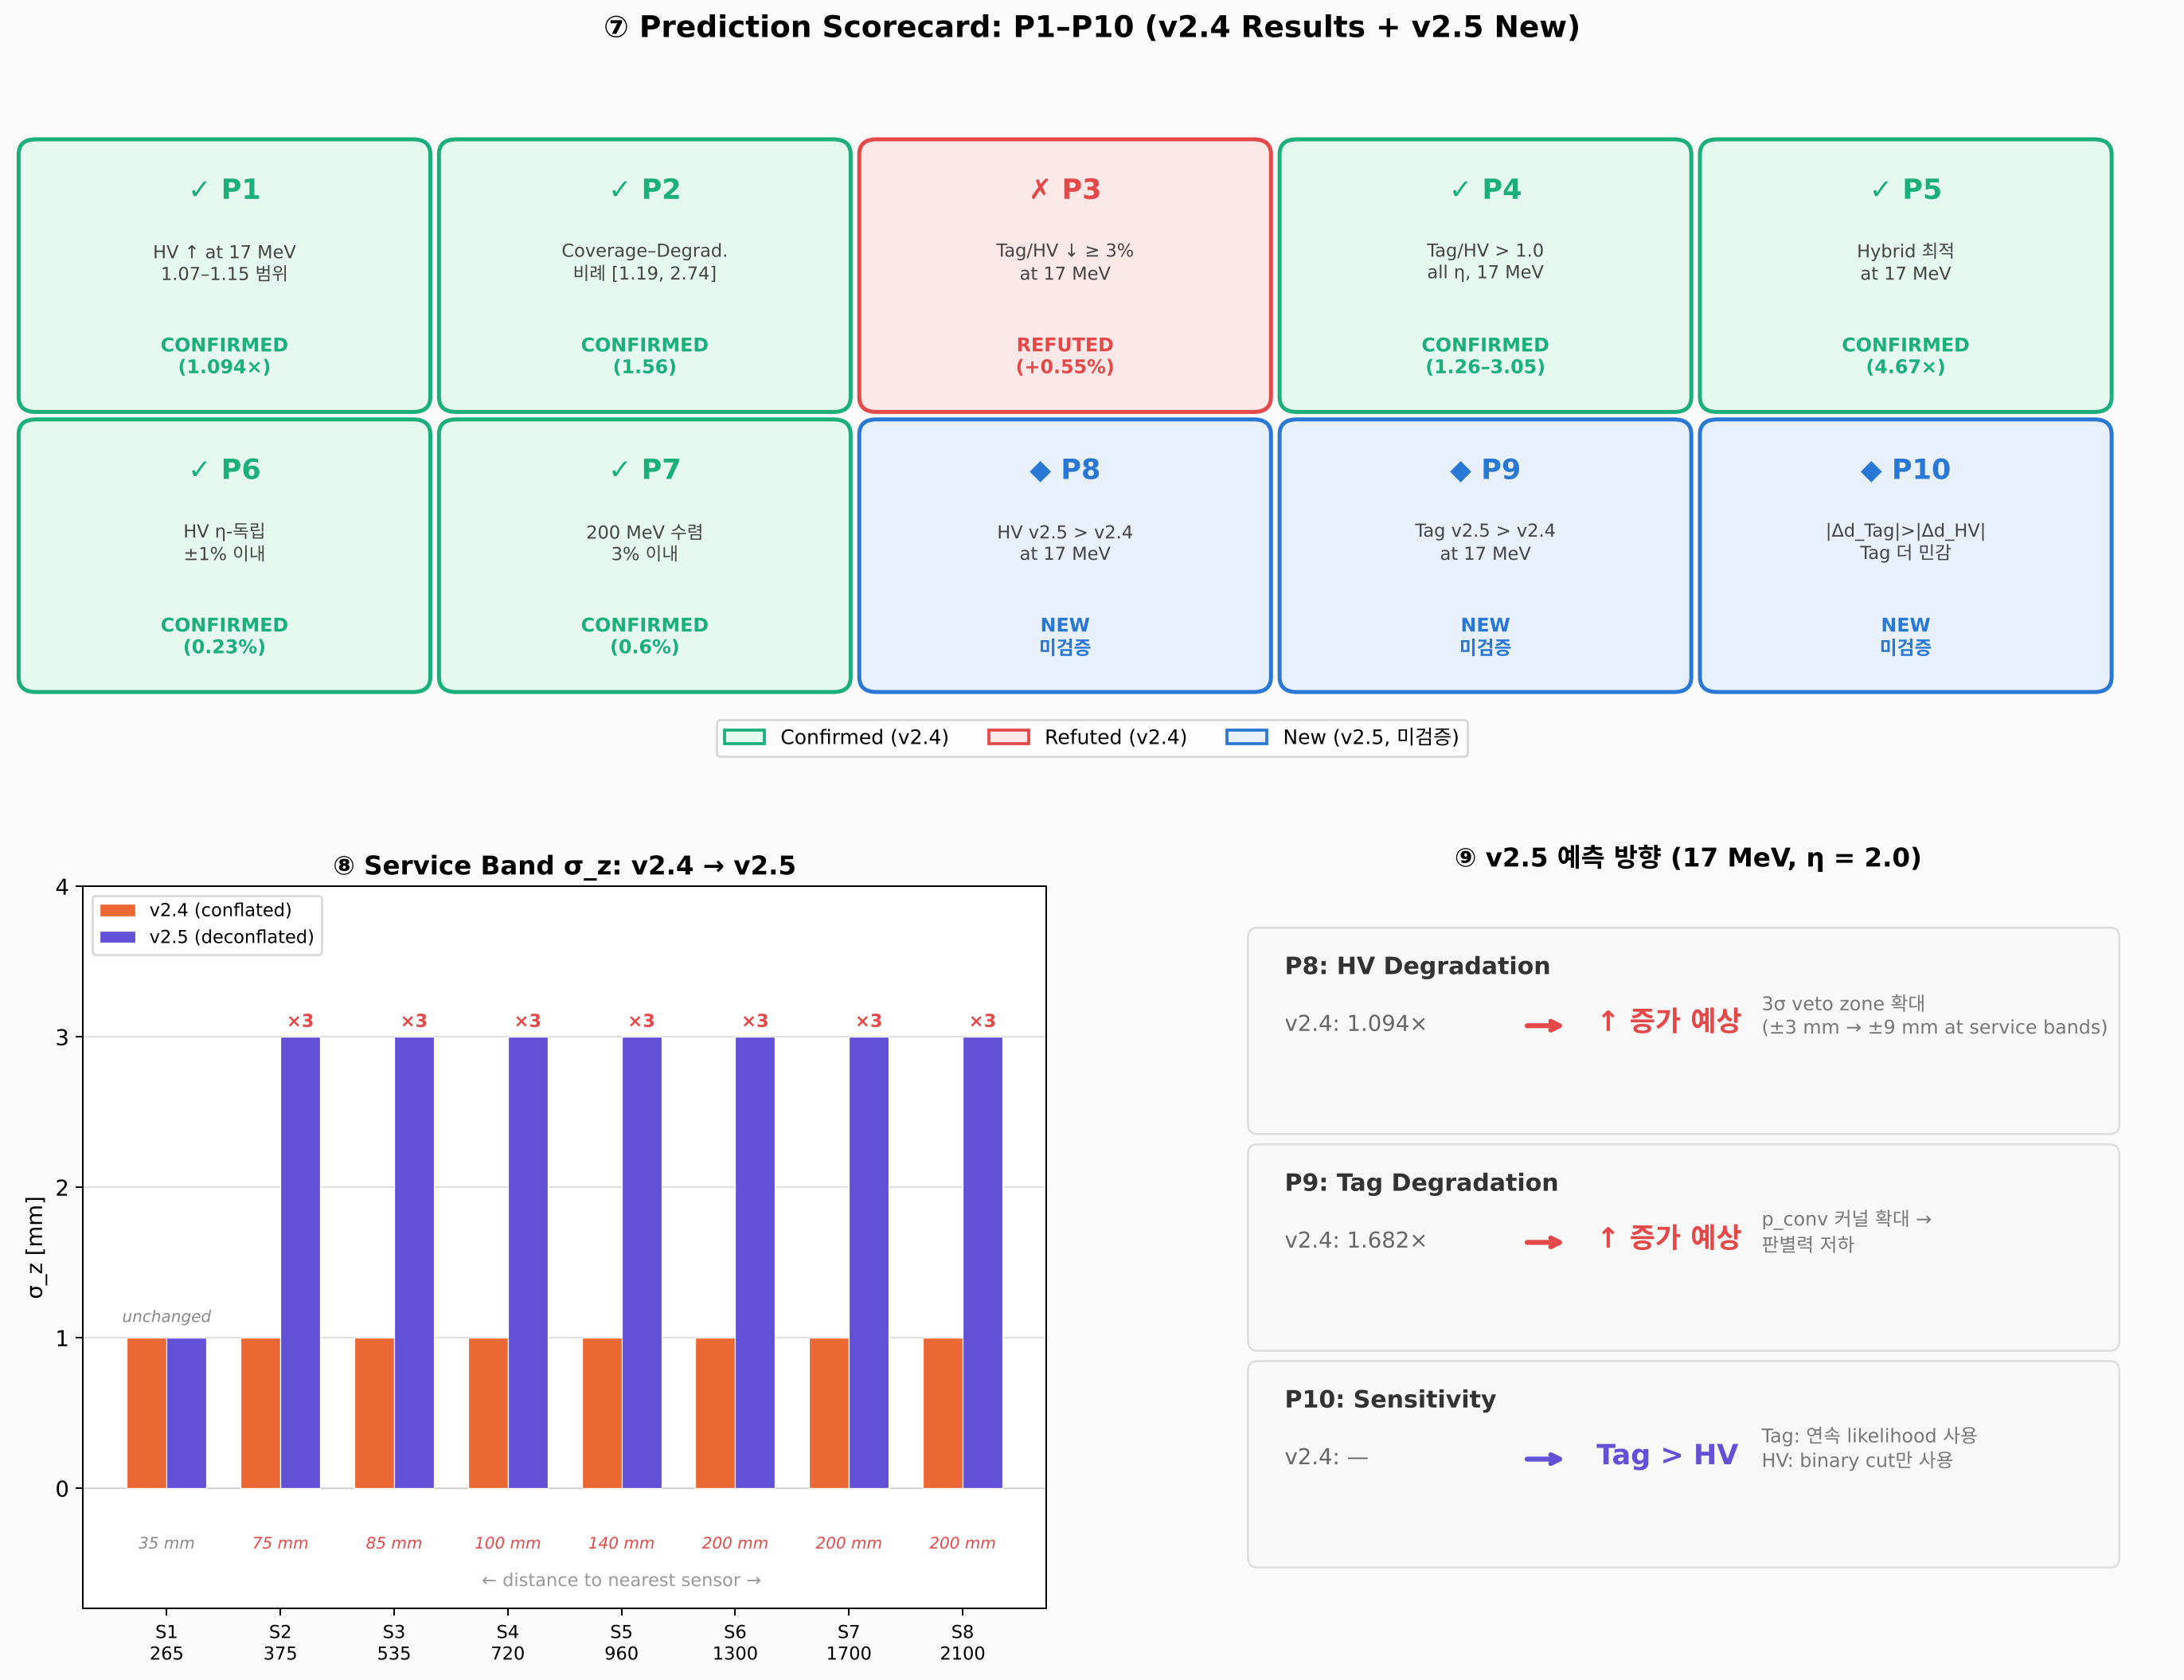 ⑦ Prediction Scorecard: P1–P10 (v2.4 Results + v2.5 New)
✓ P1
HV ↑ at 17 MeV
1.07–1.15 범위
CONFIRMED
(1.094×)
✓ P2
Coverage–Degrad.
비례 [1.19, 2.74]
CONFIRMED
(1.56)
✗ P3
Tag/HV ↓ ≥ 3%
at 17 MeV
REFUTED
(+0.55%)
✓ P4
Tag/HV > 1.0
all η, 17 MeV
CONFIRMED
(1.26–3.05)
✓ P5
Hybrid 최적
at 17 MeV
CONFIRMED
(4.67×)
✓ P6
HV η-독립
±1% 이내
CONFIRMED
(0.23%)
✓ P7
200 MeV 수렴
3% 이내
CONFIRMED
(0.6%)
◆ P8
HV v2.5 > v2.4
at 17 MeV
NEW
미검증
◆ P9
Tag v2.5 > v2.4
at 17 MeV
NEW
미검증
◆ P10
|Δd_Tag|>|Δd_HV|
Tag 더 민감
NEW
미검증
Confirmed (v2.4)
Refuted (v2.4)
New (v2.5, 미검증)
⑧ Service Band σ_z: v2.4 → v2.5
v2.4 (conflated)
v2.5 (deconflated)
σ_z [mm]
4
3
2
1
0
unchanged
×3
×3
×3
×3
×3
×3
×3
35 mm
75 mm
85 mm
100 mm
140 mm
200 mm
200 mm
200 mm
← distance to nearest sensor →
S1
265
S2
375
S3
535
S4
720
S5
960
S6
1300
S7
1700
S8
2100
⑨ v2.5 예측 방향 (17 MeV, η = 2.0)
P8: HV Degradation
v2.4: 1.094×
↑ 증가 예상
3σ veto zone 확대
(±3 mm → ±9 mm at service bands)
P9: Tag Degradation
v2.4: 1.682×
↑ 증가 예상
p_conv 커널 확대 →
판별력 저하
P10: Sensitivity
v2.4: —
Tag > HV
Tag: 연속 likelihood 사용
HV: binary cut만 사용